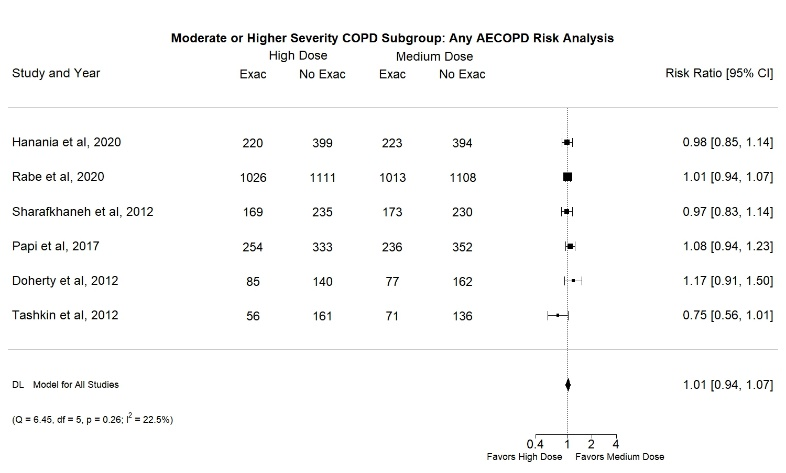 Moderate or Higher Severity COPD Subgroup: Any AECOPD Risk Analysis
High Dose Medium Dose
Study and Year Exac No Exac Exac No Exac Risk Ratio [95% CI]
Hanania et al, 2020 220 399 223 394 0.98 [0.85, 1.14]
Rabe et al, 2020 1026 1111 1013 1108 1.01 [0.94, 1.07]
Sharafkhaneh et al, 2012 169 235 173 230 0.97 [0.83, 1.14]
Papi et al, 2017 254 333 236 352 1.08 [0.94, 1.23]
Doherty et al, 2012 85 140 77 162 1.17 [0.91, 1.50]
Tashkin et al, 2012 56 161 71 136 0.75 [0.56, 1.01]
DL Model for All Studies 1.01 [0.94, 1.07]
(Q = 6.45, df = 5, p = 0.26; I² = 22.5%)
0.4 1 2 4
Favors High Dose Favors Medium Dose